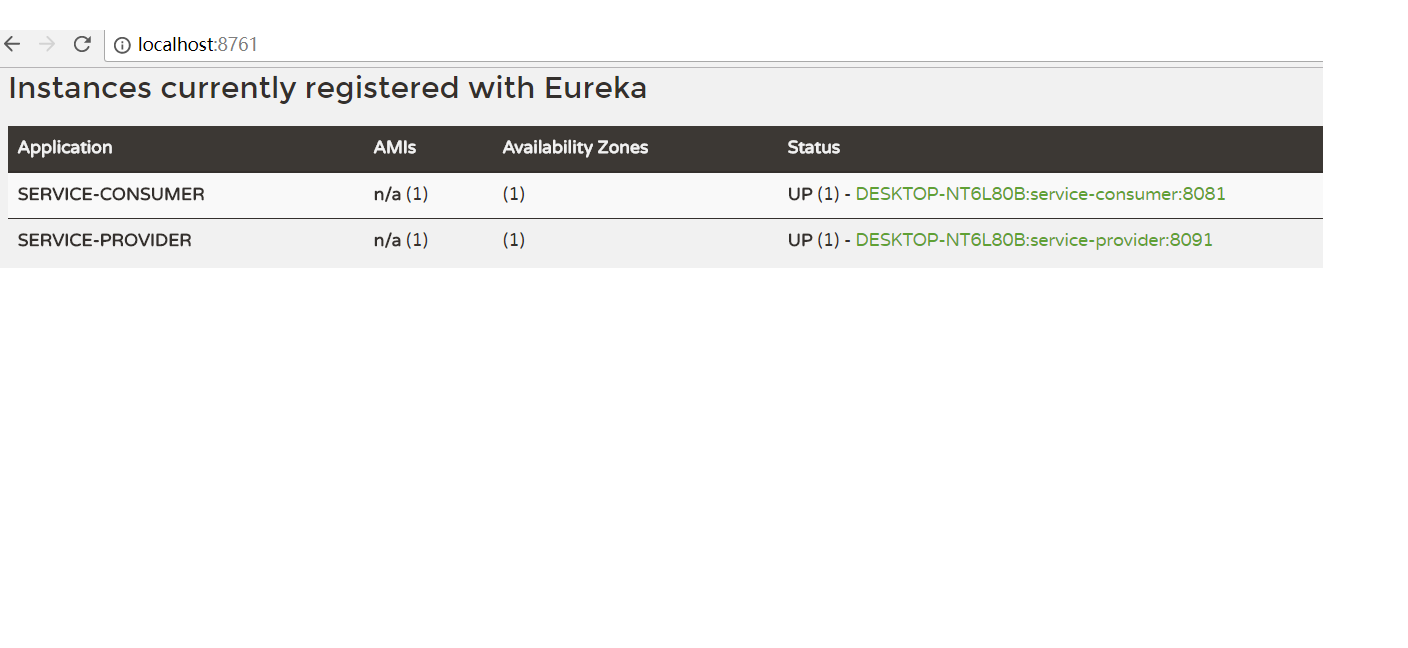 localhost:8761
Instances currently registered with Eureka
Application AMIs Availability Zones Status
SERVICE-CONSUMER n/a (1) (1) UP (1) - DESKTOP-NT6L80B:service-consumer:8081
SERVICE-PROVIDER n/a (1) (1) UP (1) - DESKTOP-NT6L80B:service-provider:8091